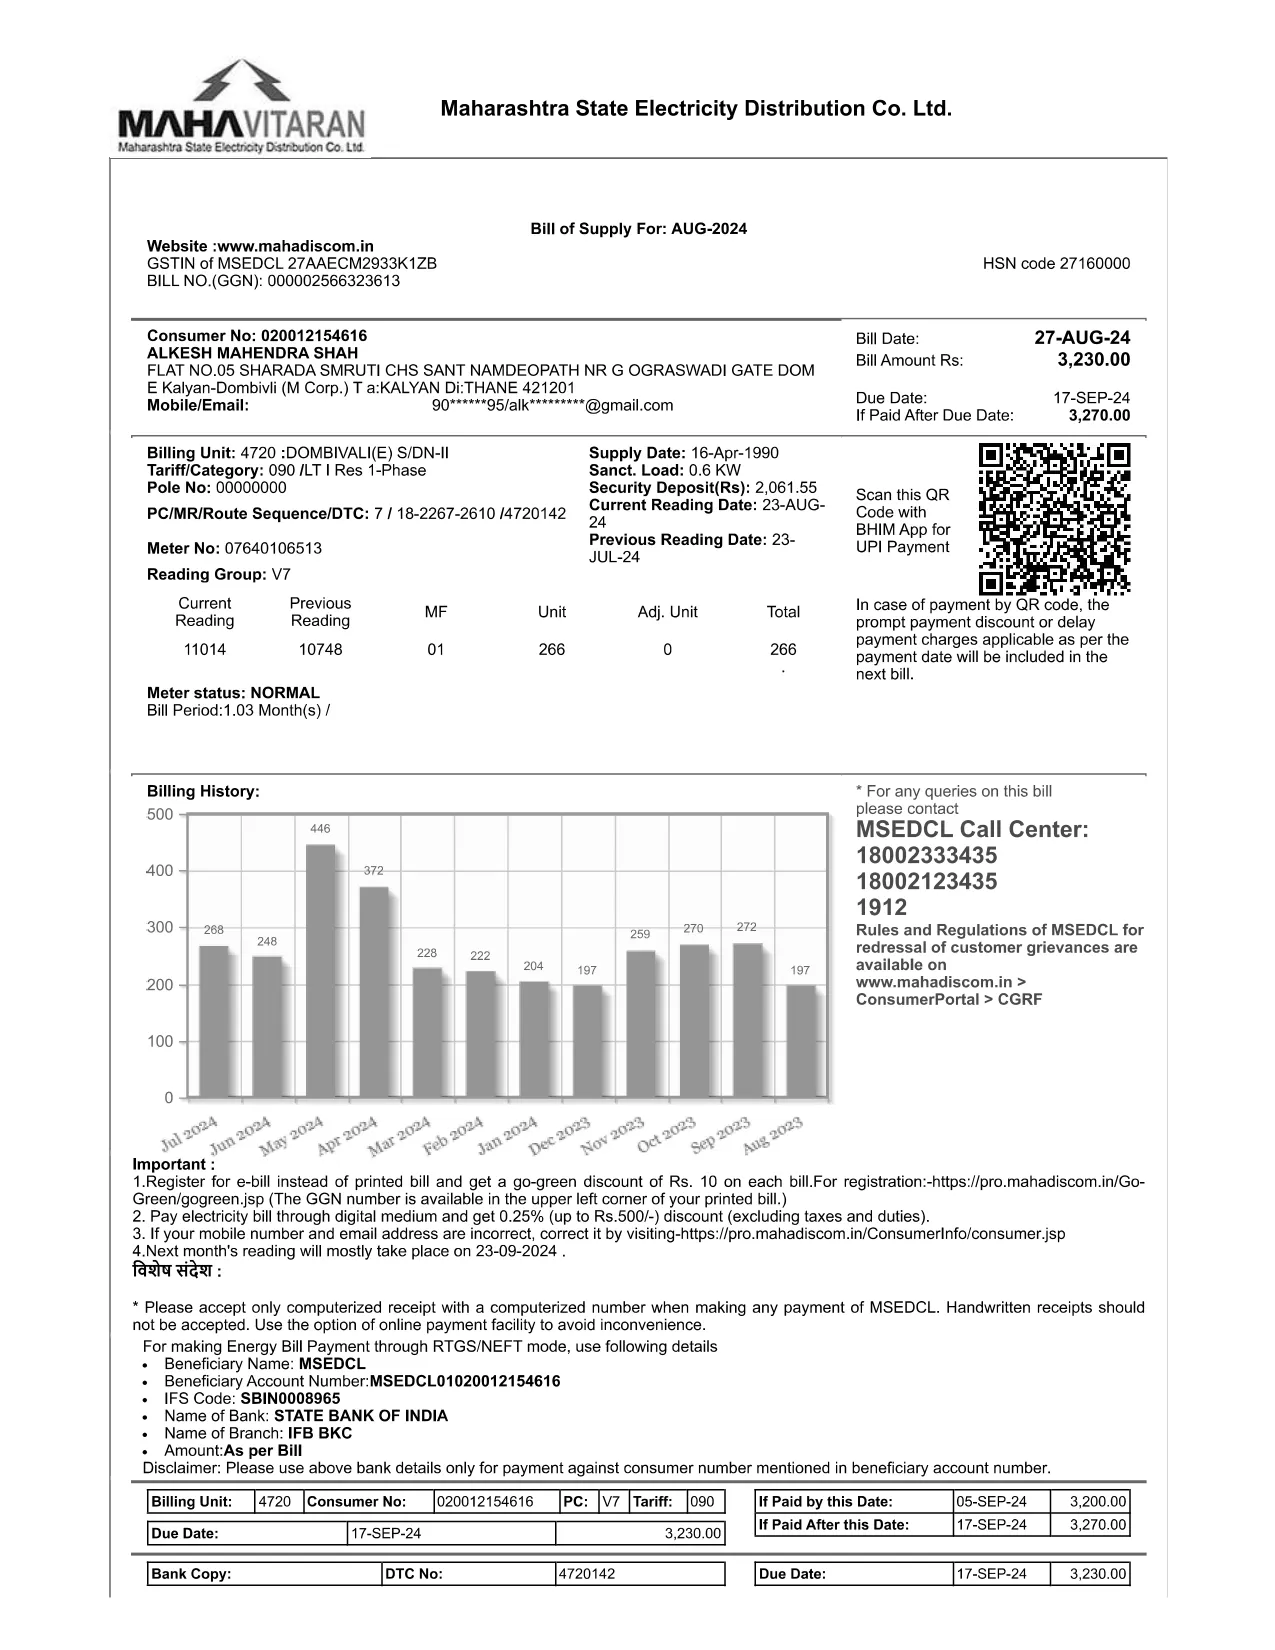 MAHAVITARAN
Maharashtra State Electricity Distribution Co. Ltd.
Maharashtra State Electricity Distribution Co. Ltd.
Bill of Supply For: AUG-2024
Website :www.mahadiscom.in
GSTIN of MSEDCL 27AAECM2933K1ZB
HSN code 27160000
BILL NO.(GGN): 000002566323613
Consumer No: 020012154616
ALKESH MAHENDRA SHAH
FLAT NO.05 SHARADA SMRUTI CHS SANT NAMDEOPATH NR G OGRASWADI GATE DOM
E Kalyan-Dombivli (M Corp.) T a:KALYAN Di:THANE 421201
Mobile/Email: 90******95/alk*********@gmail.com
Bill Date: 27-AUG-24
Bill Amount Rs: 3,230.00
Due Date: 17-SEP-24
If Paid After Due Date: 3,270.00
Billing Unit: 4720 :DOMBIVALI(E) S/DN-II
Tariff/Category: 090 /LT I Res 1-Phase
Pole No: 00000000
PC/MR/Route Sequence/DTC: 7 / 18-2267-2610 /4720142
Meter No: 07640106513
Reading Group: V7
Supply Date: 16-Apr-1990
Sanct. Load: 0.6 KW
Security Deposit(Rs): 2,061.55
Current Reading Date: 23-AUG-
24
Previous Reading Date: 23-
JUL-24
Scan this QR
Code with
BHIM App for
UPI Payment
In case of payment by QR code, the
prompt payment discount or delay
payment charges applicable as per the
payment date will be included in the
next bill.
Current Reading Previous Reading MF Unit Adj. Unit Total
11014 10748 01 266 0 266
.
Meter status: NORMAL
Bill Period:1.03 Month(s) /
Billing History:
500
400
300
200
100
0
268 248 446 372 228 222 204 197 259 270 272 197
Jul 2024 Jun 2024 May 2024 Apr 2024 Mar 2024 Feb 2024 Jan 2024 Dec 2023 Nov 2023 Oct 2023 Sep 2023 Aug 2023
* For any queries on this bill
please contact
MSEDCL Call Center:
18002333435
18002123435
1912
Rules and Regulations of MSEDCL for
redressal of customer grievances are
available on
www.mahadiscom.in >
ConsumerPortal > CGRF
Important :
1.Register for e-bill instead of printed bill and get a go-green discount of Rs. 10 on each bill.For registration:-https://pro.mahadiscom.in/Go-
Green/gogreen.jsp (The GGN number is available in the upper left corner of your printed bill.)
2. Pay electricity bill through digital medium and get 0.25% (up to Rs.500/-) discount (excluding taxes and duties).
3. If your mobile number and email address are incorrect, correct it by visiting-https://pro.mahadiscom.in/ConsumerInfo/consumer.jsp
4.Next month's reading will mostly take place on 23-09-2024 .
विशेष संदेश :
* Please accept only computerized receipt with a computerized number when making any payment of MSEDCL. Handwritten receipts should
not be accepted. Use the option of online payment facility to avoid inconvenience.
For making Energy Bill Payment through RTGS/NEFT mode, use following details
• Beneficiary Name: MSEDCL
• Beneficiary Account Number:MSEDCL01020012154616
• IFS Code: SBIN0008965
• Name of Bank: STATE BANK OF INDIA
• Name of Branch: IFB BKC
• Amount:As per Bill
Disclaimer: Please use above bank details only for payment against consumer number mentioned in beneficiary account number.
Billing Unit: 4720 Consumer No: 020012154616 PC: V7 Tariff: 090
Due Date: 17-SEP-24 3,230.00
If Paid by this Date: 05-SEP-24 3,200.00
If Paid After this Date: 17-SEP-24 3,270.00
Bank Copy: DTC No: 4720142
Due Date: 17-SEP-24 3,230.00